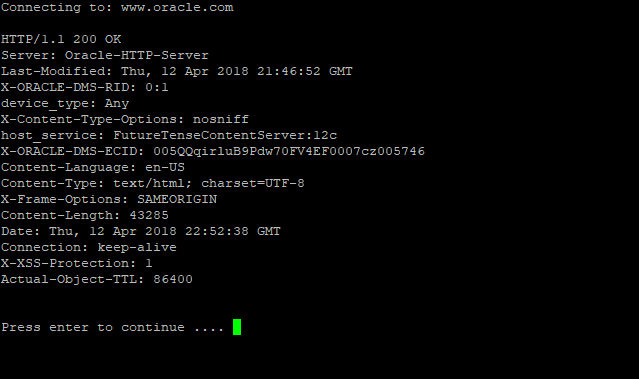 Connecting to: www.oracle.com
HTTP/1.1 200 OK
Server: Oracle-HTTP-Server
Last-Modified: Thu, 12 Apr 2018 21:46:52 GMT
X-ORACLE-DMS-RID: 0:1
device_type: Any
X-Content-Type-Options: nosniff
host_service: FutureTenseContentServer:12c
X-ORACLE-DMS-ECID: 005QQqirluB9Pdw70FV4EF0007cz005746
Content-Language: en-US
Content-Type: text/html; charset=UTF-8
X-Frame-Options: SAMEORIGIN
Content-Length: 43285
Date: Thu, 12 Apr 2018 22:52:38 GMT
Connection: keep-alive
X-XSS-Protection: 1
Actual-Object-TTL: 86400
Press enter to continue ....